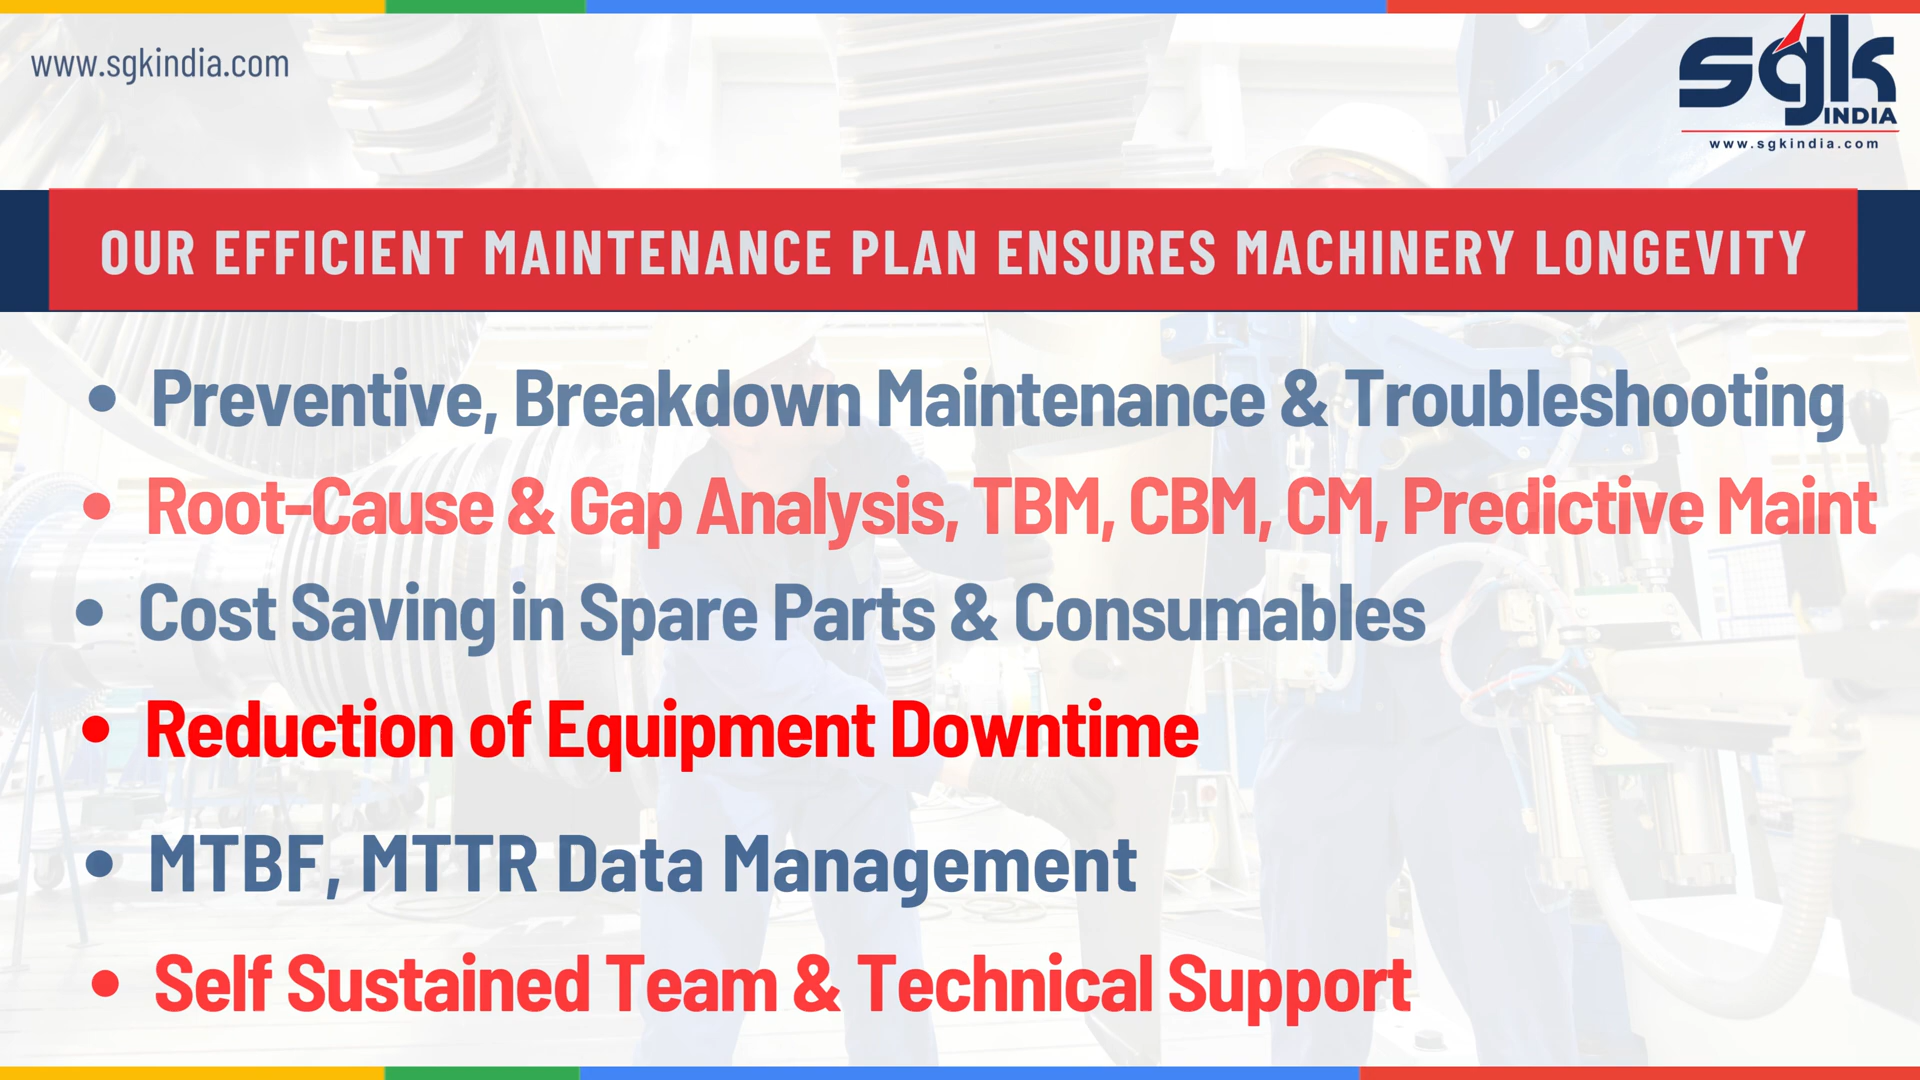 www.sgkindia.com
sgk
INDIA
www.sgkindia.com
OUR EFFICIENT MAINTENANCE PLAN ENSURES MACHINERY LONGEVITY
• Preventive, Breakdown Maintenance & Troubleshooting
• Root-Cause & Gap Analysis, TBM, CBM, CM, Predictive Maint
• Cost Saving in Spare Parts & Consumables
• Reduction of Equipment Downtime
• MTBF, MTTR Data Management
• Self Sustained Team & Technical Support